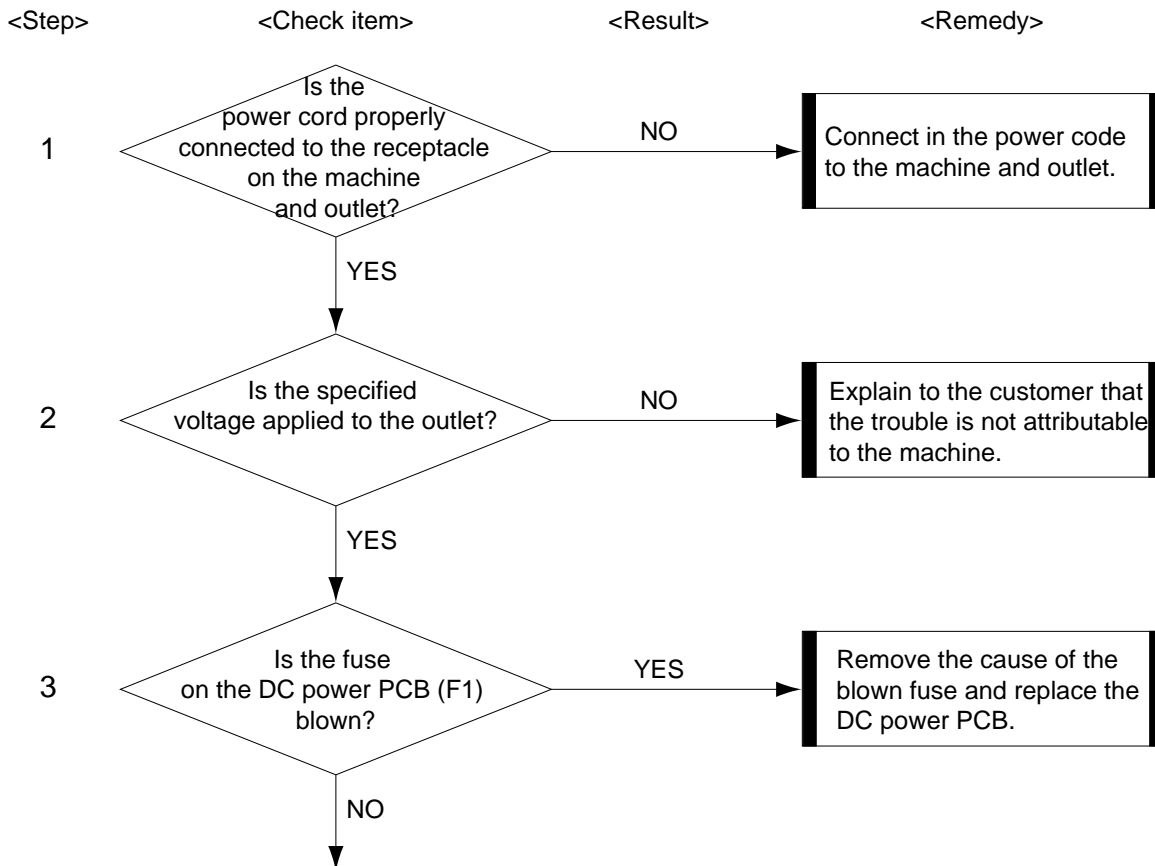 <Step>
<Check item>
<Result>
<Remedy>
1
Is the
power cord properly
connected to the receptacle
on the machine
and outlet?
NO
Connect in the power code
to the machine and outlet.
YES
2
Is the specified
voltage applied to the outlet?
NO
Explain to the customer that
the trouble is not attributable
to the machine.
YES
3
Is the fuse
on the DC power PCB (F1)
blown?
YES
Remove the cause of the
blown fuse and replace the
DC power PCB.
NO